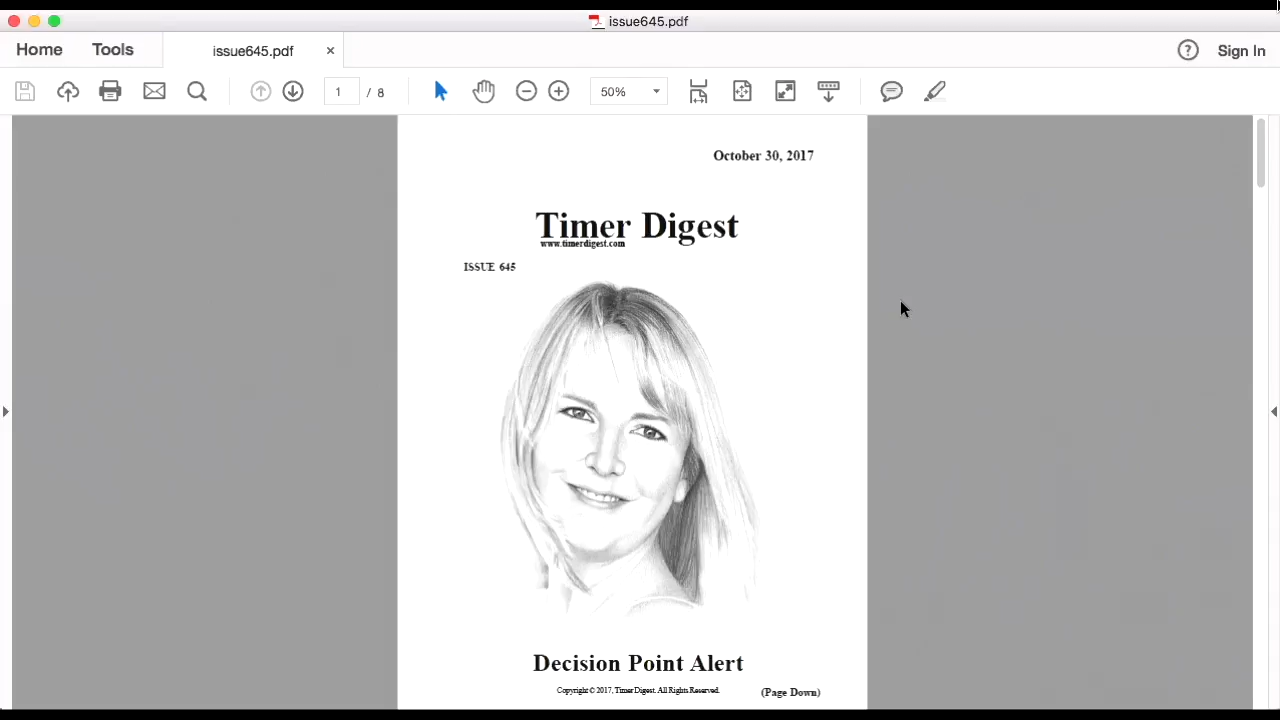 issue645.pdf
Home
Tools
issue645.pdf
Sign In
1 / 8
50%
October 30, 2017
Timer Digest
www.timerdigest.com
ISSUE 645
Decision Point Alert
Copyright © 2017, Timer Digest. All Rights Reserved.
(Page Down)